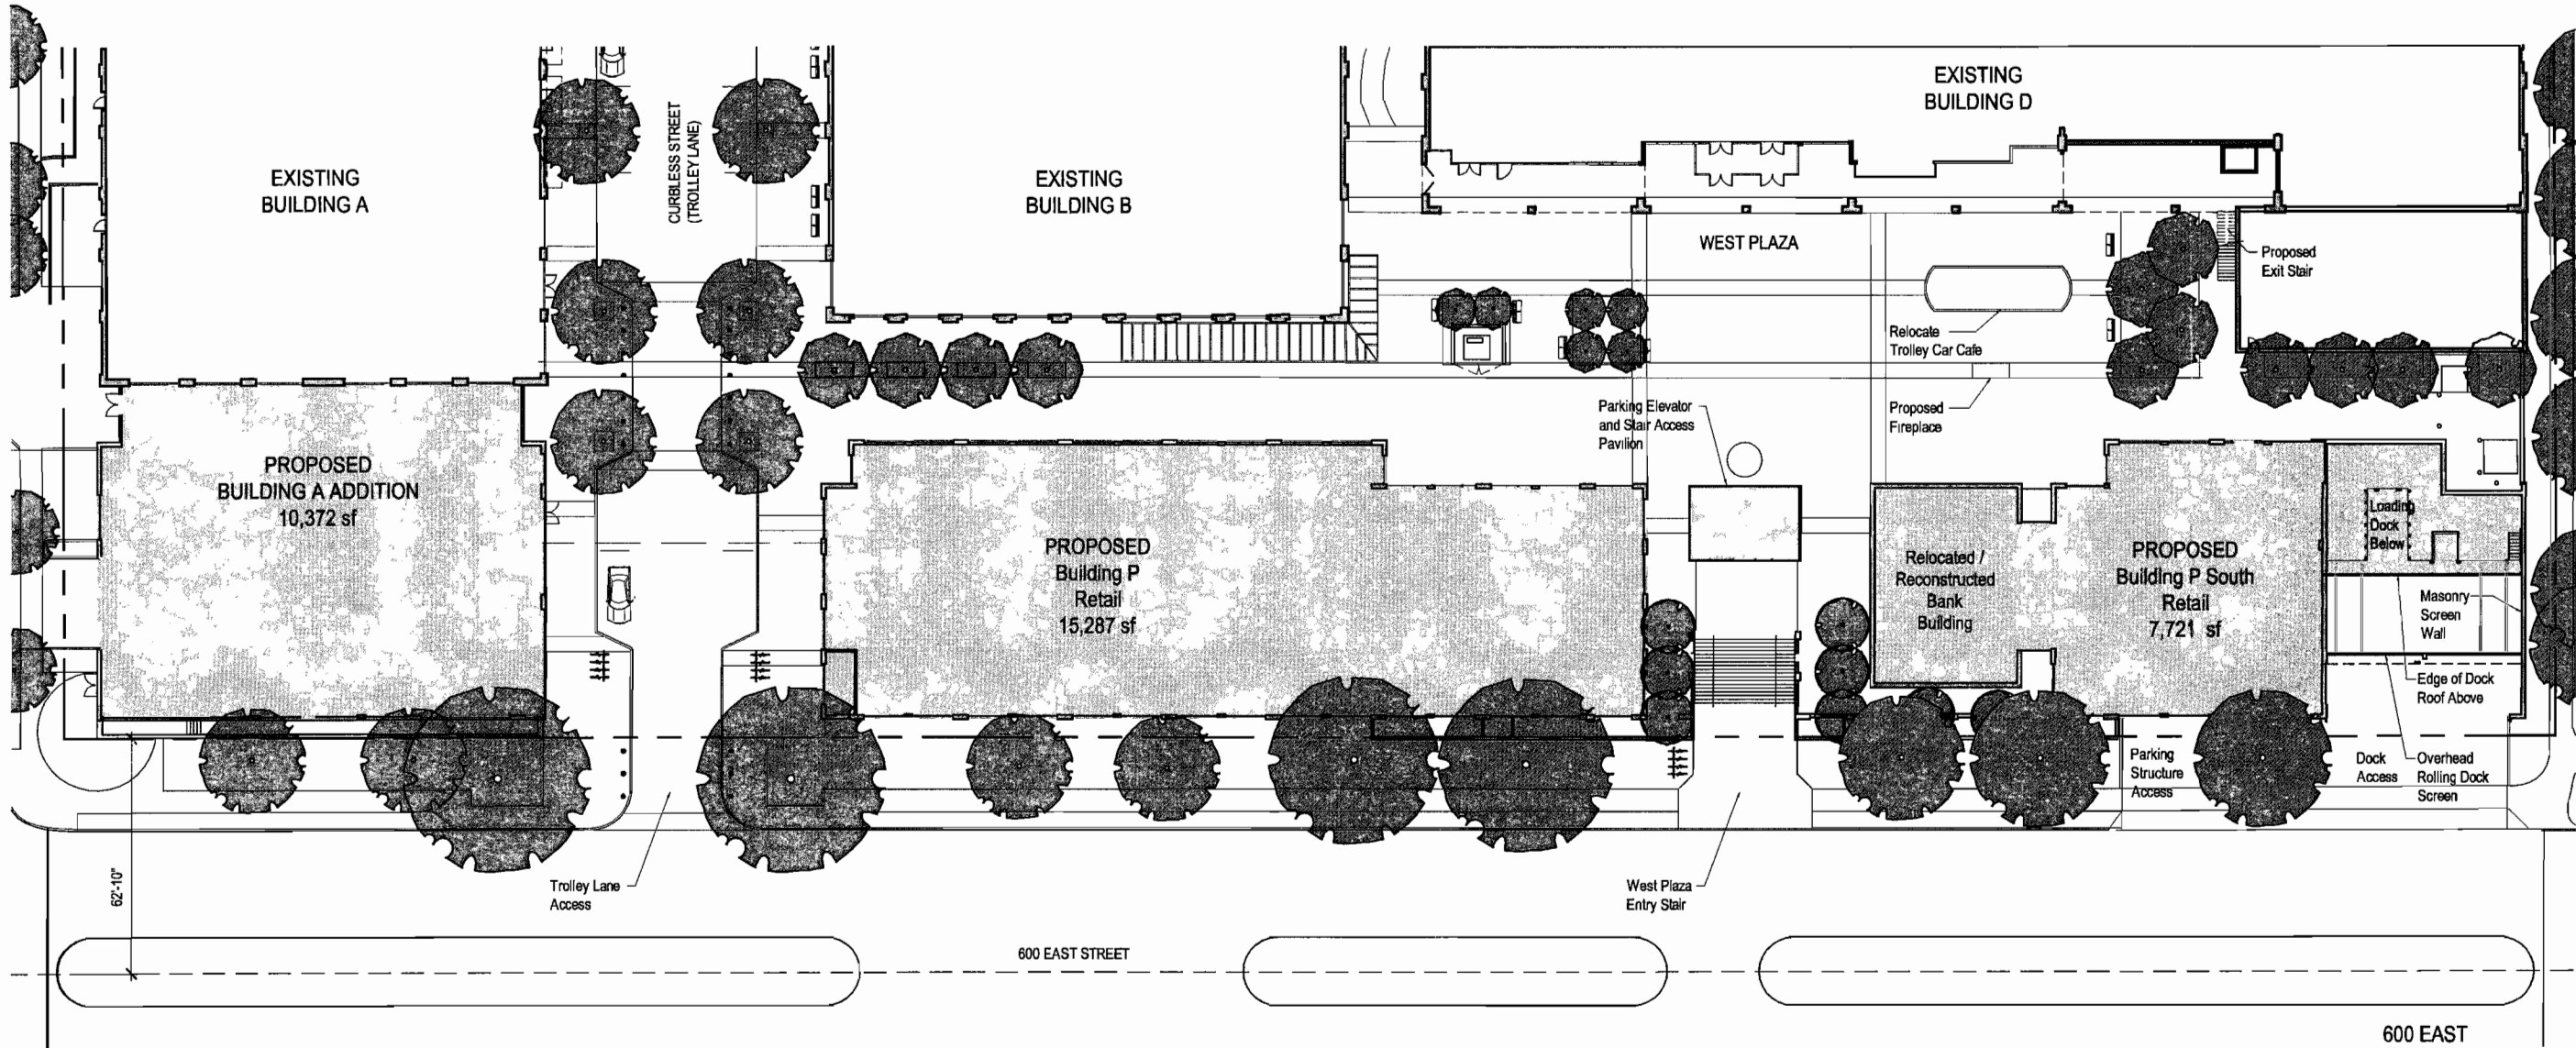 EXISTING
BUILDING D
CURBLESS STREET
(TROLLEY LANE)
EXISTING
BUILDING A
EXISTING
BUILDING B
WEST PLAZA
Proposed
Exit Stair
Relocate
Trolley Car Cafe
Parking Elevator
and Stair Access
Pavilion
Proposed
Fireplace
PROPOSED
BUILDING A ADDITION
10,372 sf
PROPOSED
Building P
Retail
15,287 sf
Relocated /
Reconstructed
Bank
Building
PROPOSED
Building P South
Retail
7,721 sf
Loading
Dock
Below
Masonry
Screen
Wall
Edge of Dock
Roof Above
Parking
Structure
Access
Dock
Access
Overhead
Rolling Dock
Screen
62'-10"
Trolley Lane
Access
West Plaza
Entry Stair
600 EAST STREET
600 EAST